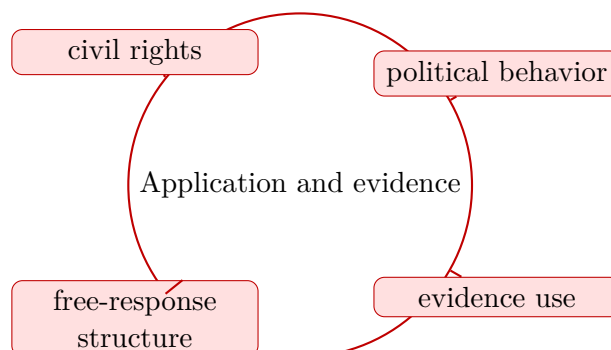 civil rights
political behavior
Application and evidence
free-response
structure
evidence use